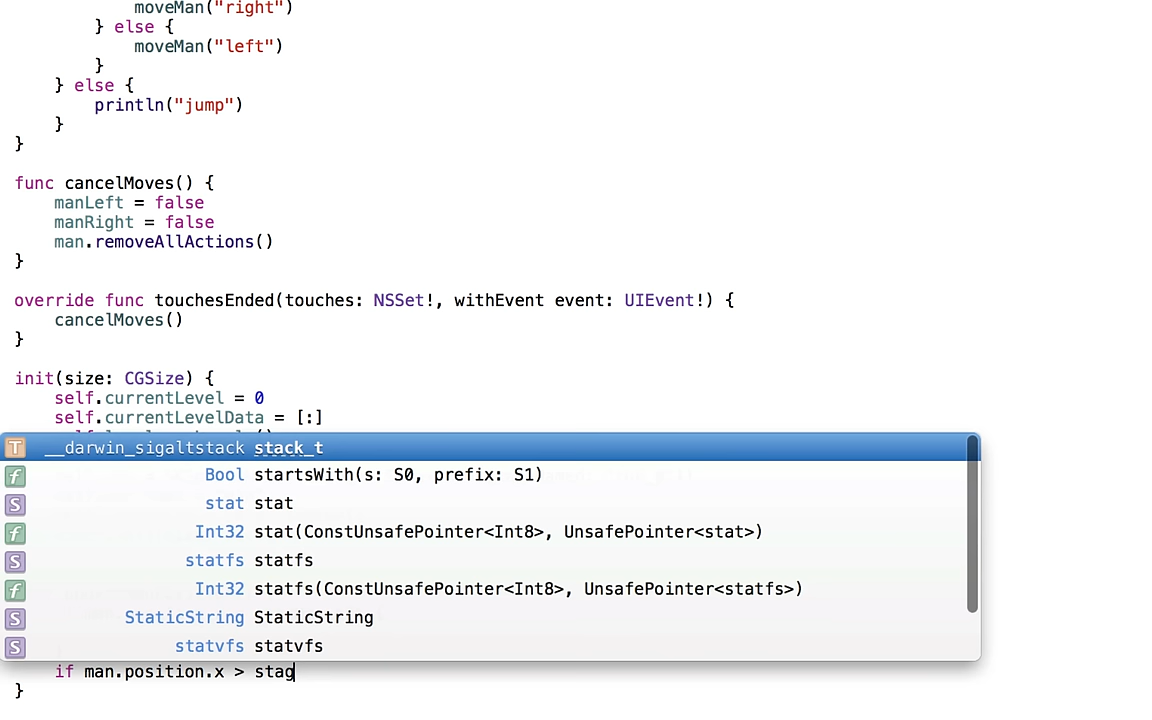 moveMan("right")
} else {
moveMan("left")
}
} else {
println("jump")
}
}
func cancelMoves() {
manLeft = false
manRight = false
man.removeAllActions()
}
override func touchesEnded(touches: NSSet!, withEvent event: UIEvent!) {
cancelMoves()
}
init(size: CGSize) {
self.currentLevel = 0
self.currentLevelData = [:]
T __darwin_sigaltstack stack_t
f Bool startsWith(s: S0, prefix: S1)
S stat stat
f Int32 stat(ConstUnsafePointer<Int8>, UnsafePointer<stat>)
S statfs statfs
f Int32 statfs(ConstUnsafePointer<Int8>, UnsafePointer<statfs>)
S StaticString StaticString
S statvfs statvfs
if man.position.x > stag
}